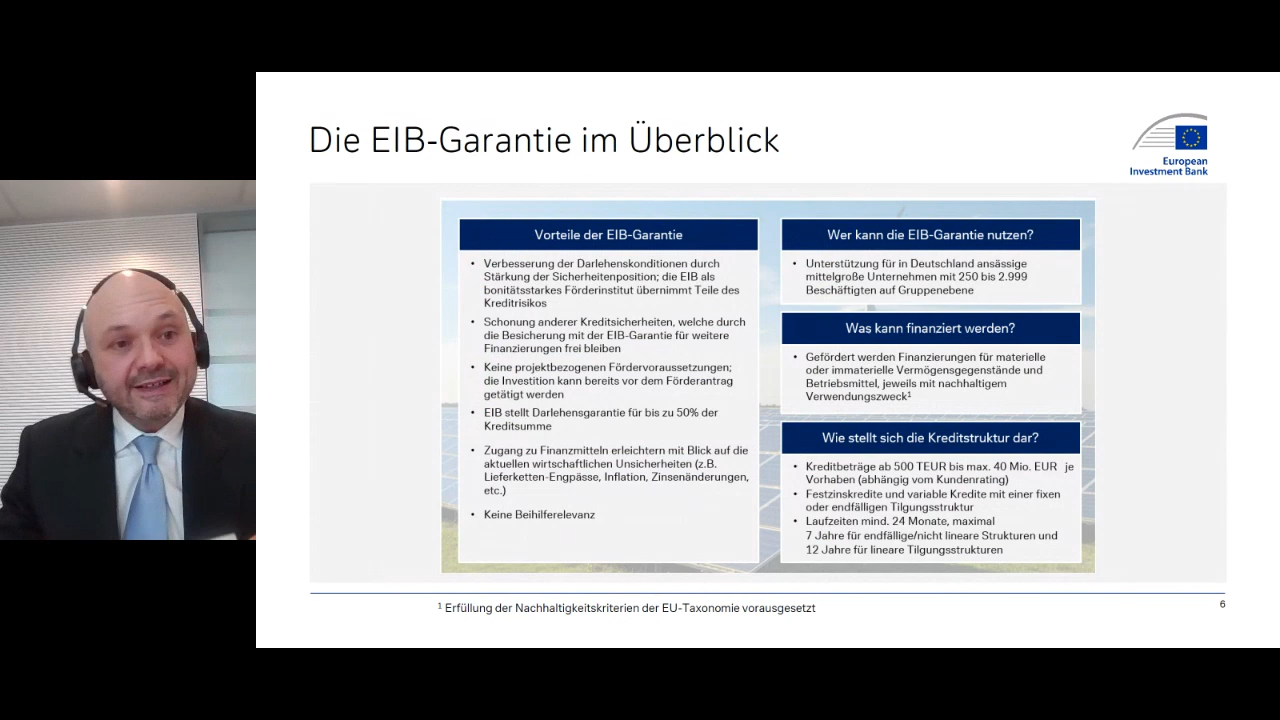 Die EIB-Garantie im Überblick
European
Investment Bank
Vorteile der EIB-Garantie
• Verbesserung der Darlehenskonditionen durch
Stärkung der Sicherheitenposition; die EIB als
bonitätsstarkes Förderinstitut übernimmt Teile des
Kreditrisikos
• Schonung anderer Kreditsicherheiten, welche durch
die Besicherung mit der EIB-Garantie für weitere
Finanzierungen frei bleiben
• Keine projektbezogenen Fördervoraussetzungen;
die Investition kann bereits vor dem Förderantrag
getätigt werden
• EIB stellt Darlehensgarantie für bis zu 50% der
Kreditsumme
• Zugang zu Finanzmitteln erleichtern mit Blick auf die
aktuellen wirtschaftlichen Unsicherheiten (z.B.
Lieferketten-Engpässe, Inflation, Zinsenänderungen,
etc.)
• Keine Beihilferelevanz
Wer kann die EIB-Garantie nutzen?
• Unterstützung für in Deutschland ansässige
mittelgroße Unternehmen mit 250 bis 2.999
Beschäftigten auf Gruppenebene
Was kann finanziert werden?
• Gefördert werden Finanzierungen für materielle
oder immaterielle Vermögensgegenstände und
Betriebsmittel, jeweils mit nachhaltigem
Verwendungszweck¹
Wie stellt sich die Kreditstruktur dar?
• Kreditbeträge ab 500 TEUR bis max. 40 Mio. EUR je
Vorhaben (abhängig vom Kundenrating)
• Festzinskredite und variable Kredite mit einer fixen
oder endfälligen Tilgungsstruktur
• Laufzeiten mind. 24 Monate, maximal
7 Jahre für endfällige/nicht lineare Strukturen und
12 Jahre für lineare Tilgungsstrukturen
¹ Erfüllung der Nachhaltigkeitskriterien der EU-Taxonomie vorausgesetzt
6